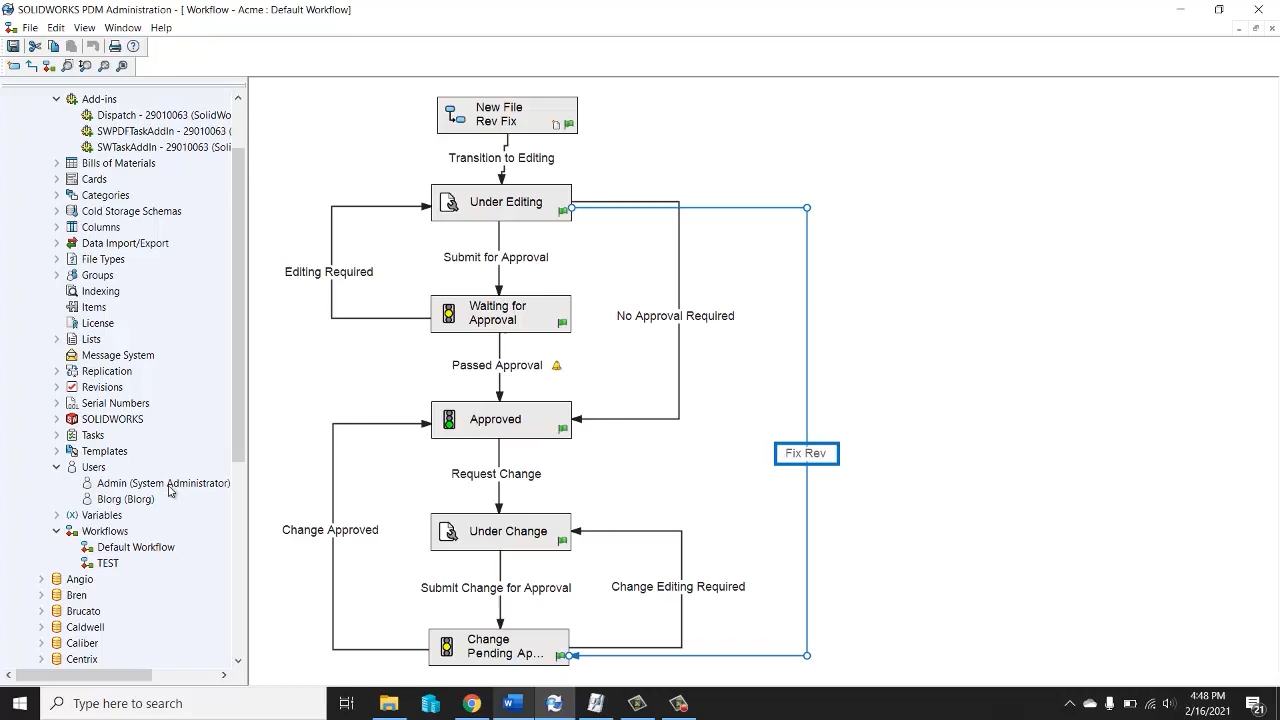 SOLIDWORKS PDM Administration - [ Workflow - Acme : Default Workflow]
File Edit View Window Help
Add-ins
Dispatch - 29010063 (SolidWo
SWPDFTaskAddIn - 29010063 (
SWTaskAddIn - 29010063 (Soli
Bills of Materials
Cards
Categories
Cold Storage Schemas
Columns
Data Import/Export
File Types
Groups
Indexing
Items
License
Lists
Message System
Replication
Revisions
Serial Numbers
SOLIDWORKS
Tasks
Templates
Users
Admin (System Administrator)
Blorg (Blorg)
Variables
Workflows
Default Workflow
TEST
Angio
Bren
Brucato
Caldwell
Caliber
Centrix
New File
Rev Fix
Transition to Editing
Under Editing
Submit for Approval
Editing Required
Waiting for
Approval
No Approval Required
Passed Approval
Approved
Fix Rev
Request Change
Change Approved
Under Change
Submit Change for Approval
Change Editing Required
Change
Pending Ap...
Type here to search
4:48 PM
2/16/2021
21